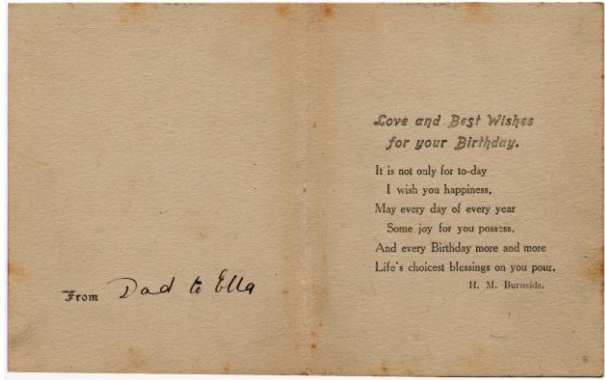 From Dad to Ella
Love and Best Wishes
for your Birthday.
It is not only for to-day
I wish you happiness,
May every day of every year
Some joy for you possess,
And every Birthday more and more
Life's choicest blessings on you pour.
H. M. Burnside.